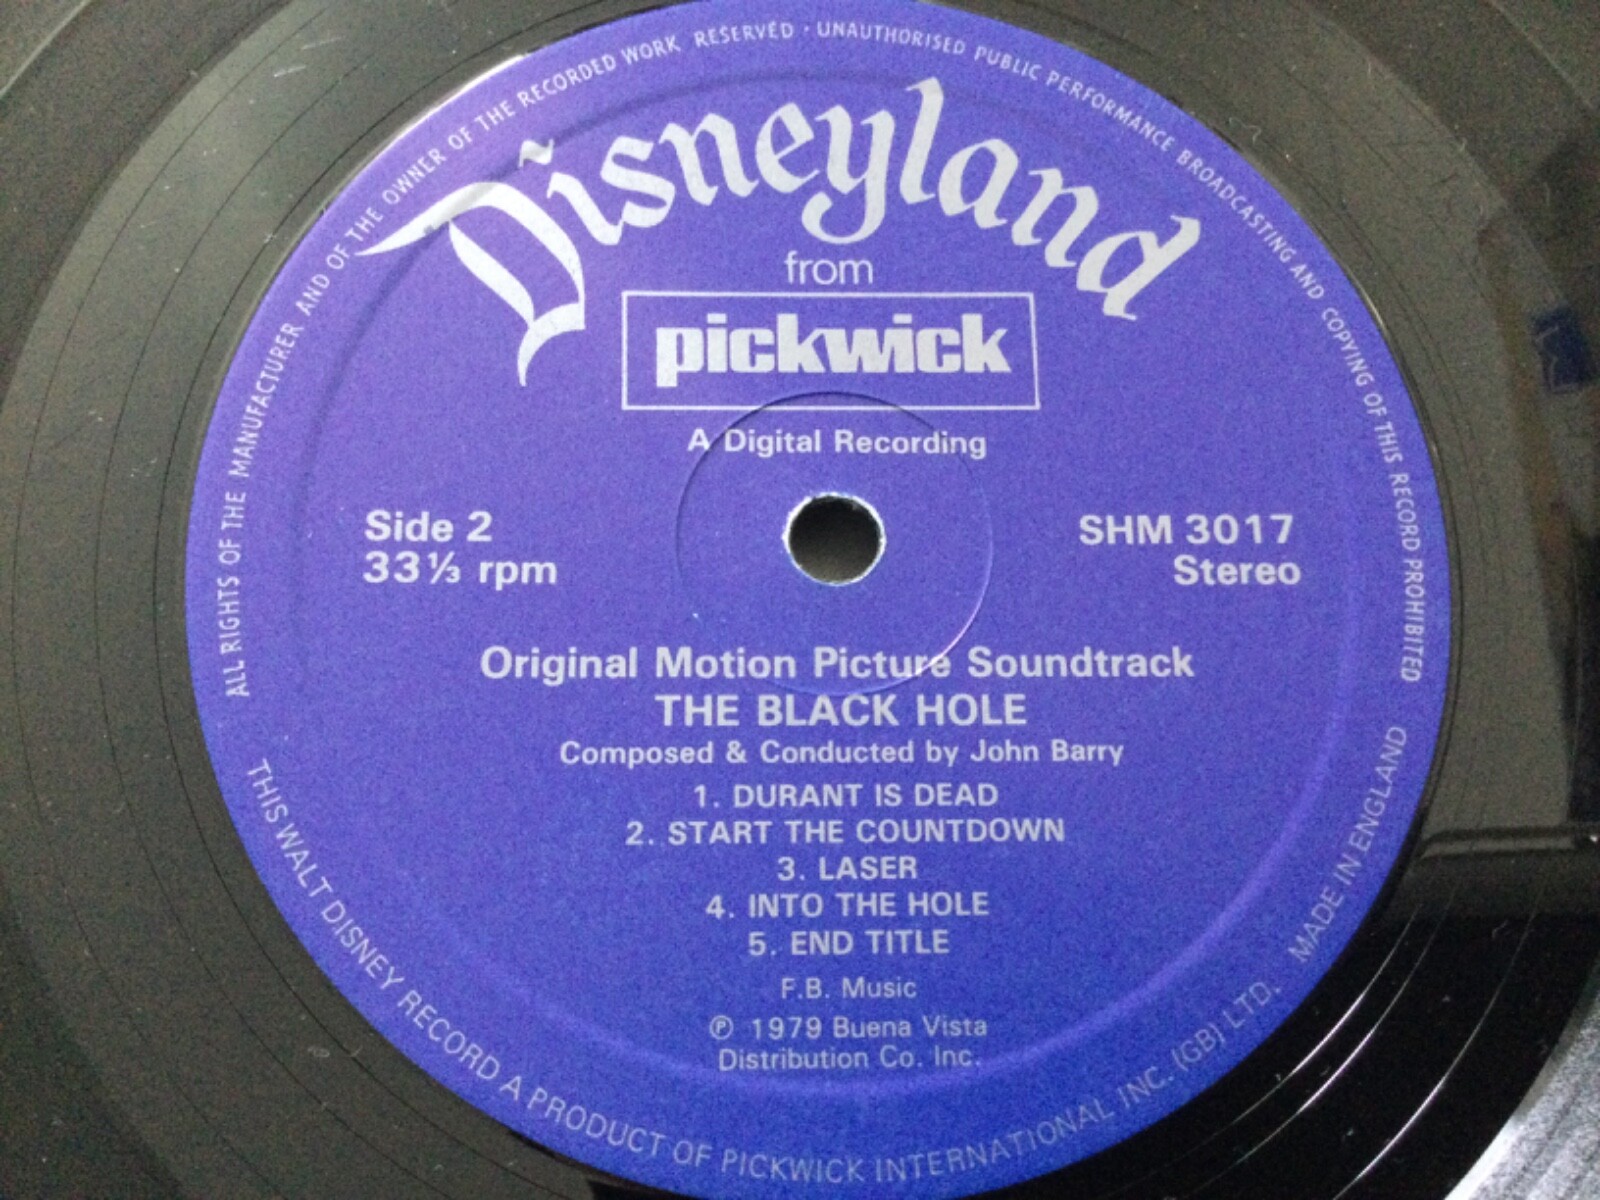 ALL RIGHTS OF THE MANUFACTURER AND OF THE OWNER OF THE RECORDED WORK RESERVED · UNAUTHORISED PUBLIC PERFORMANCE BROADCASTING AND COPYING OF THIS RECORD PROHIBITED
Disneyland
from
pickwick
A Digital Recording
Side 2
33⅓ rpm
SHM 3017
Stereo
Original Motion Picture Soundtrack
THE BLACK HOLE
Composed & Conducted by John Barry
1. DURANT IS DEAD
2. START THE COUNTDOWN
3. LASER
4. INTO THE HOLE
5. END TITLE
F.B. Music
℗ 1979 Buena Vista
Distribution Co. Inc.
THIS WALT DISNEY RECORD A PRODUCT OF PICKWICK INTERNATIONAL INC. (GB) LTD. MADE IN ENGLAND